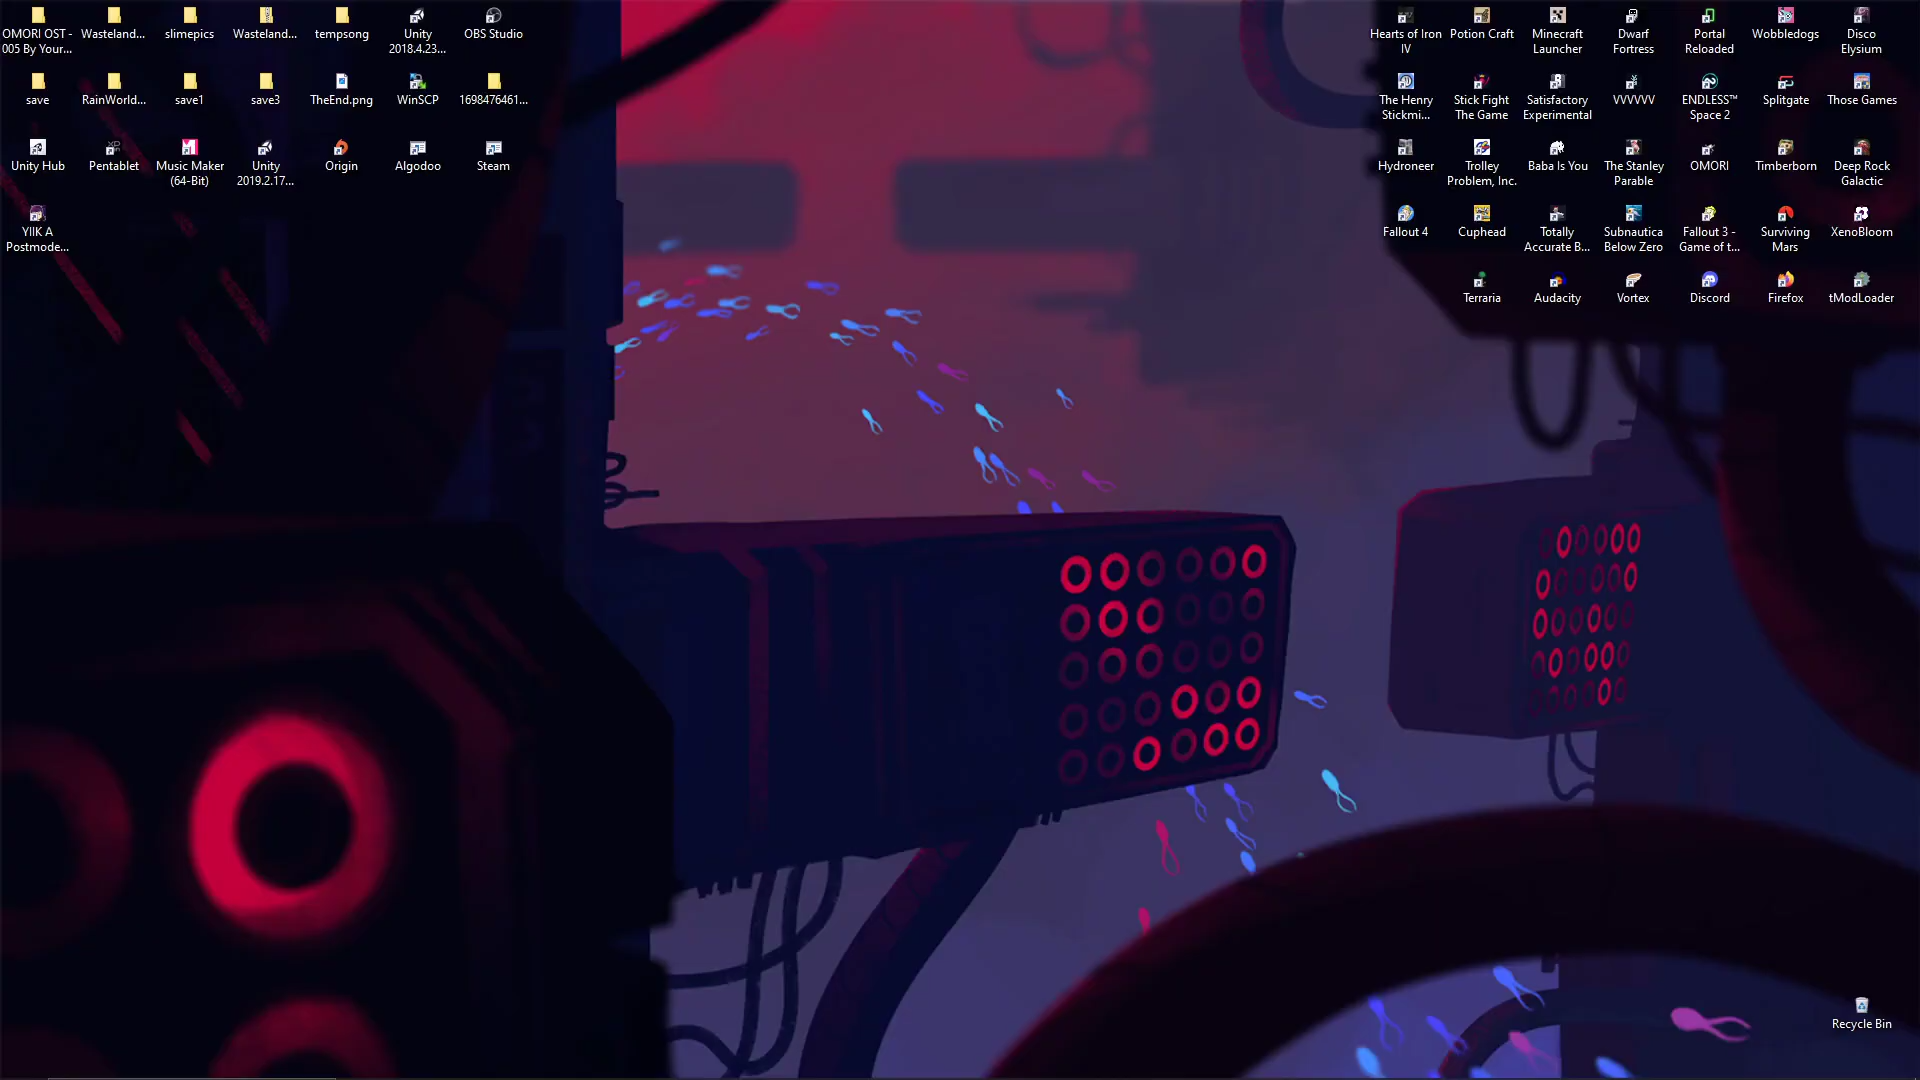 OMORI OST -
005 By Your...
Wasteland...
slimepics
Wasteland...
tempsong
Unity
2018.4.23...
OBS Studio
save
RainWorld...
save1
save3
TheEnd.png
WinSCP
1698476461...
Unity Hub
Pentablet
Music Maker
(64-Bit)
Unity
2019.2.17...
Origin
Algodoo
Steam
YIIK A
Postmode...
Hearts of Iron
IV
Potion Craft
Minecraft
Launcher
Dwarf
Fortress
Portal
Reloaded
Wobbledogs
Disco
Elysium
The Henry
Stickmi...
Stick Fight
The Game
Satisfactory
Experimental
VVVVVV
ENDLESS™
Space 2
Splitgate
Those Games
Hydroneer
Trolley
Problem, Inc.
Baba Is You
The Stanley
Parable
OMORI
Timberborn
Deep Rock
Galactic
Fallout 4
Cuphead
Totally
Accurate B...
Subnautica
Below Zero
Fallout 3 -
Game of t...
Surviving
Mars
XenoBloom
Terraria
Audacity
Vortex
Discord
Firefox
tModLoader
Recycle Bin